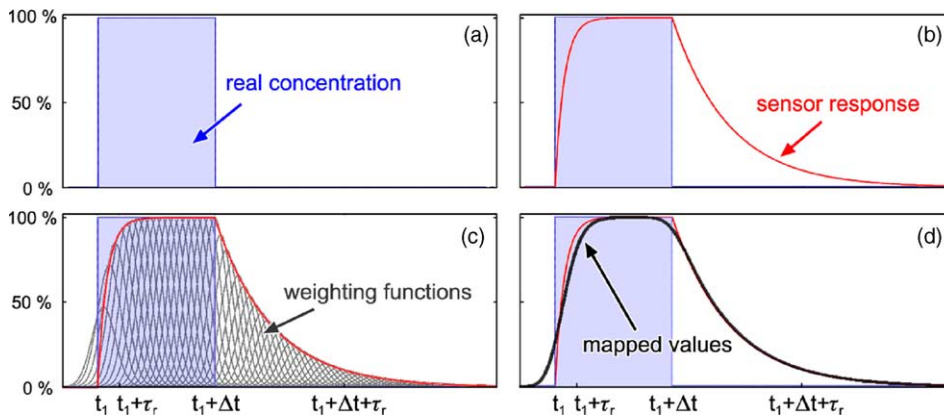 100 %
50 %
0 %
(a)
real concentration
(b)
sensor response
100 %
50 %
0 %
(c)
weighting functions
(d)
mapped values
t₁ t₁+τᵣ t₁+Δt t₁+Δt+τᵣ
t₁ t₁+τᵣ t₁+Δt t₁+Δt+τᵣ